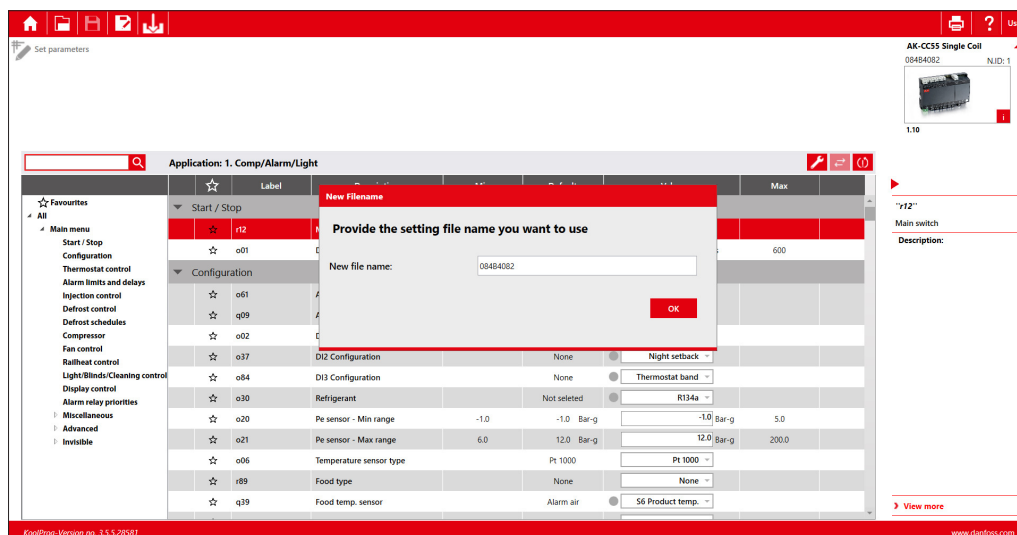 Us
Set parameters
AK-CC55 Single Coil
084B4082 N.ID: 1
i
1.10
Application: 1. Comp/Alarm/Light
Label Max
Favourites
All
Main menu
Start / Stop
Configuration
Thermostat control
Alarm limits and delays
Injection control
Defrost control
Defrost schedules
Compressor
Fan control
Railheat control
Light/Blinds/Cleaning control
Display control
Alarm relay priorities
Miscellaneous
Advanced
Invisible
Start / Stop
r12
o01 600
Configuration
o61
q09
o02
o37 DI2 Configuration None Night setback
o84 DI3 Configuration None Thermostat band
o30 Refrigerant Not seleted R134a
o20 Pe sensor - Min range -1.0 -1.0 Bar-g -1.0 Bar-g 5.0
o21 Pe sensor - Max range 6.0 12.0 Bar-g 12.0 Bar-g 200.0
o06 Temperature sensor type Pt 1000 Pt 1000
r89 Food type None None
q39 Food temp. sensor Alarm air S6 Product temp.
New Filename
Provide the setting file name you want to use
New file name: 084B4082
OK
"r12"
Main switch
Description:
View more
KoolProg-Version no. 3.5.5.28581 www.danfoss.com